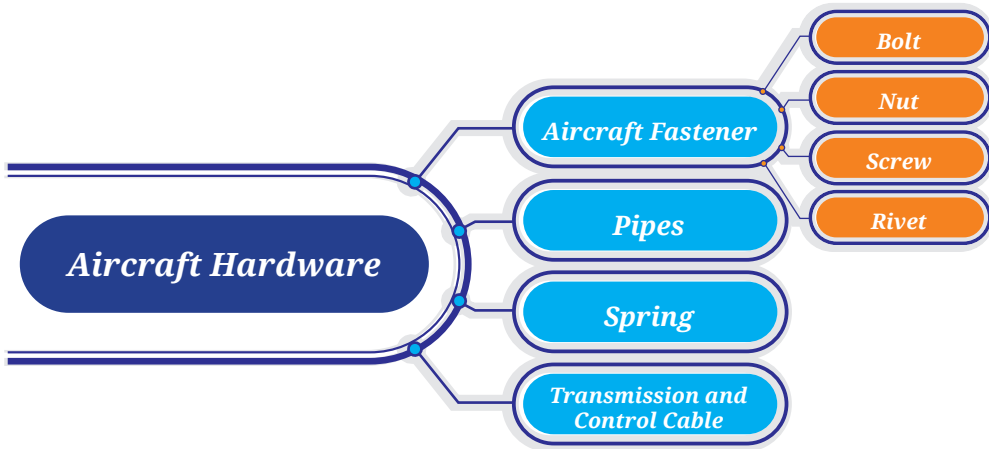 Aircraft Hardware
Aircraft Fastener
Bolt
Nut
Screw
Rivet
Pipes
Spring
Transmission and
Control Cable